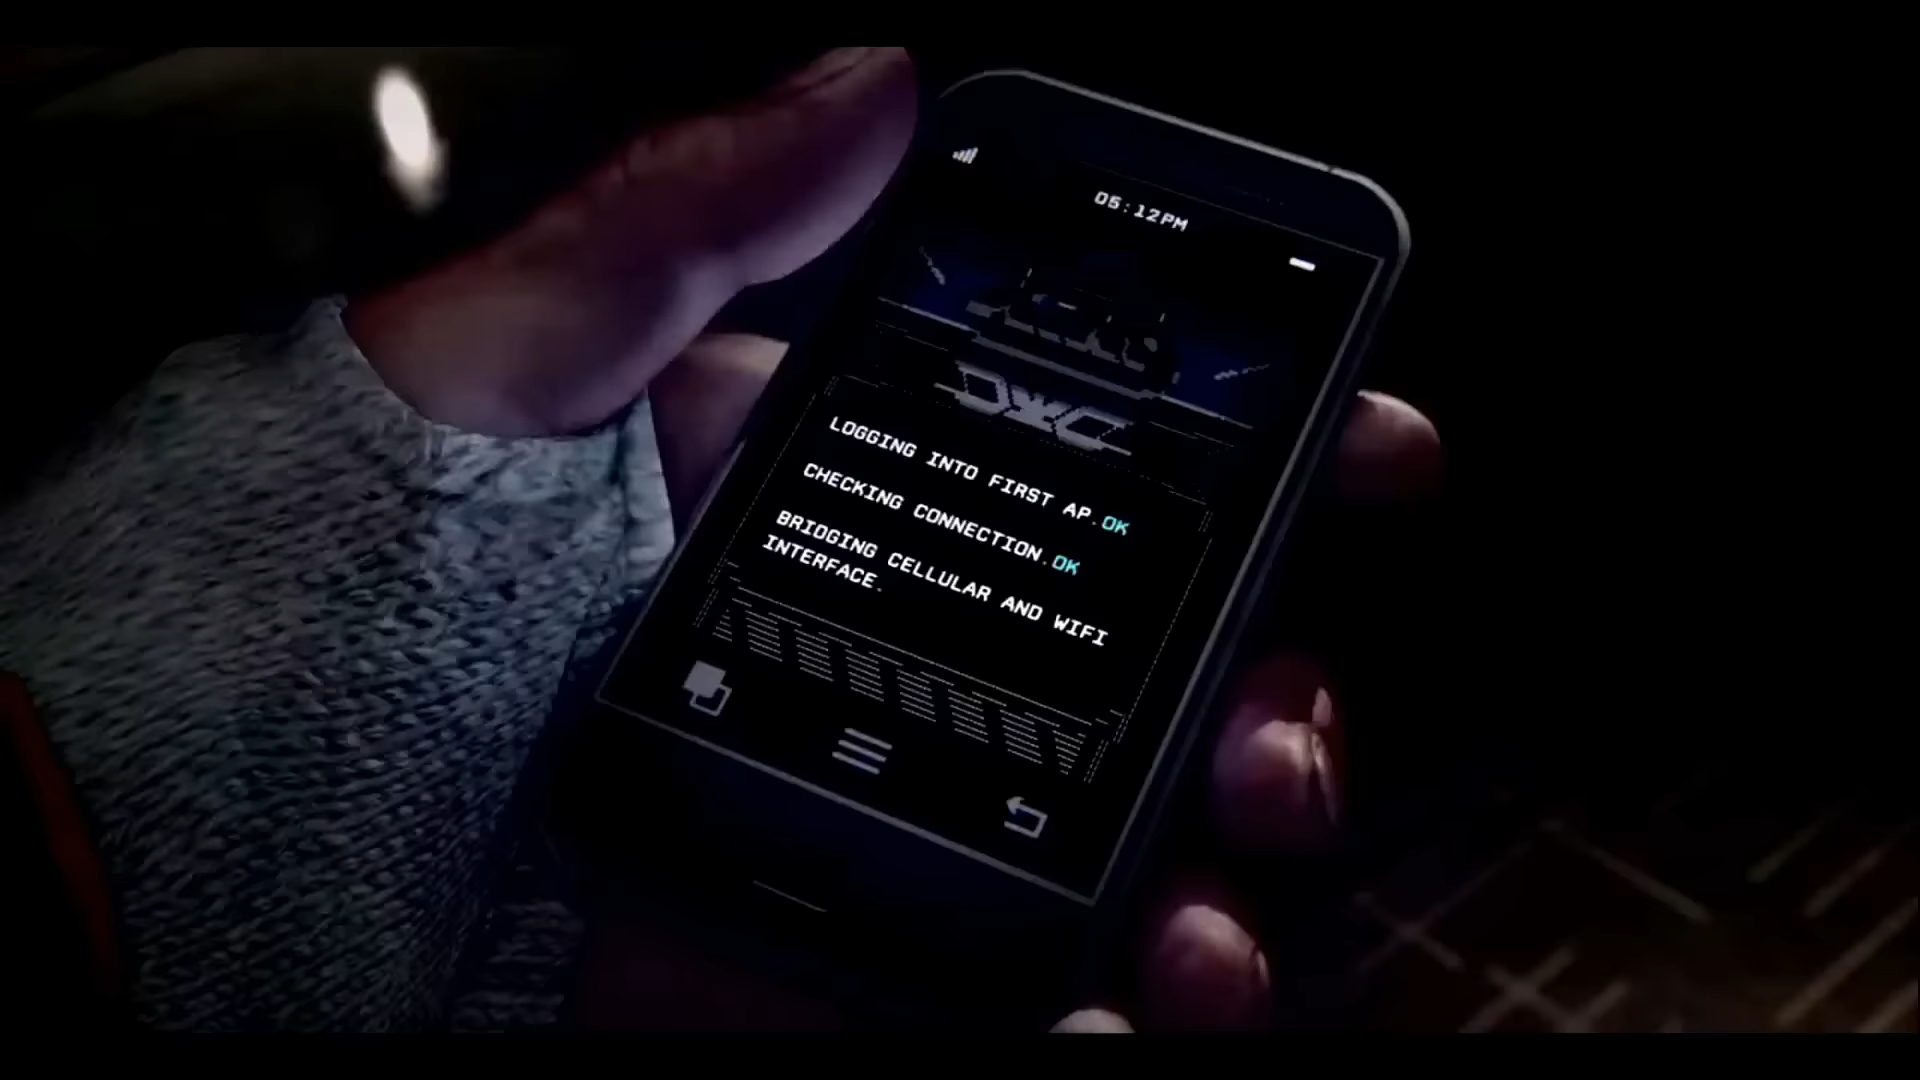 05:12PM
LOGGING INTO FIRST AP.OK
CHECKING CONNECTION.OK
BRIDGING CELLULAR AND WIFI
INTERFACE.